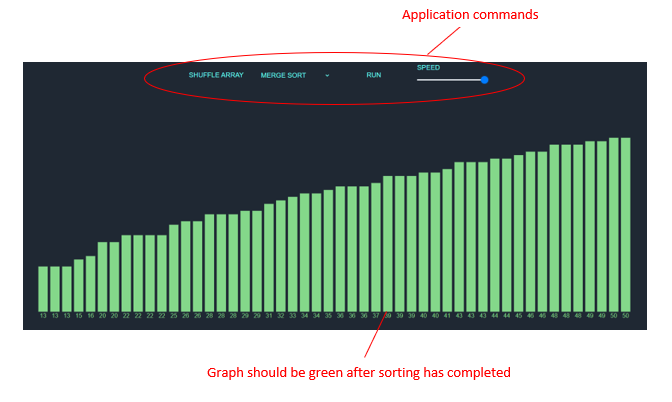 Application commands
SPEED
SHUFFLE ARRAY MERGE SORT RUN
13 13 13 15 16 20 20 22 22 22 22 25 26 26 28 28 28 29 29 31 32 33 34 34 35 36 36 36 37 39 39 39 40 40 41 43 43 43 44 44 45 46 46 48 48 48 49 49 50 50
Graph should be green after sorting has completed